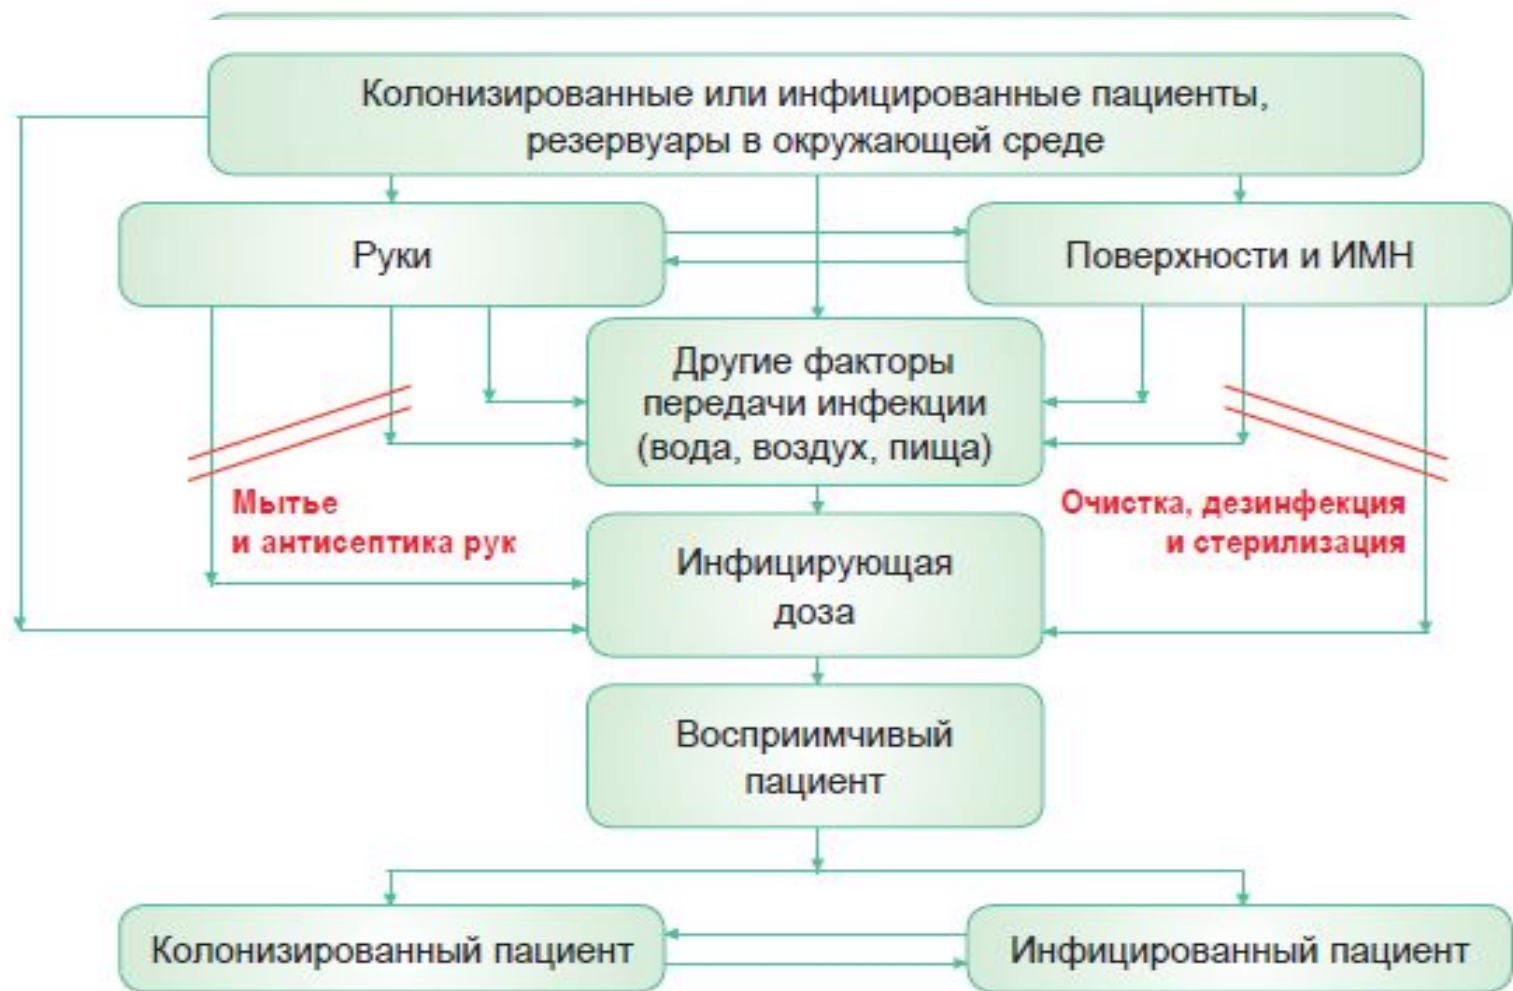 Колонизированные или инфицированные пациенты,
резервуары в окружающей среде
Руки
Поверхности и ИМН
Другие факторы
передачи инфекции
(вода, воздух, пища)
Мытье
и антисептика рук
Очистка, дезинфекция
и стерилизация
Инфицирующая
доза
Восприимчивый
пациент
Колонизированный пациент
Инфицированный пациент